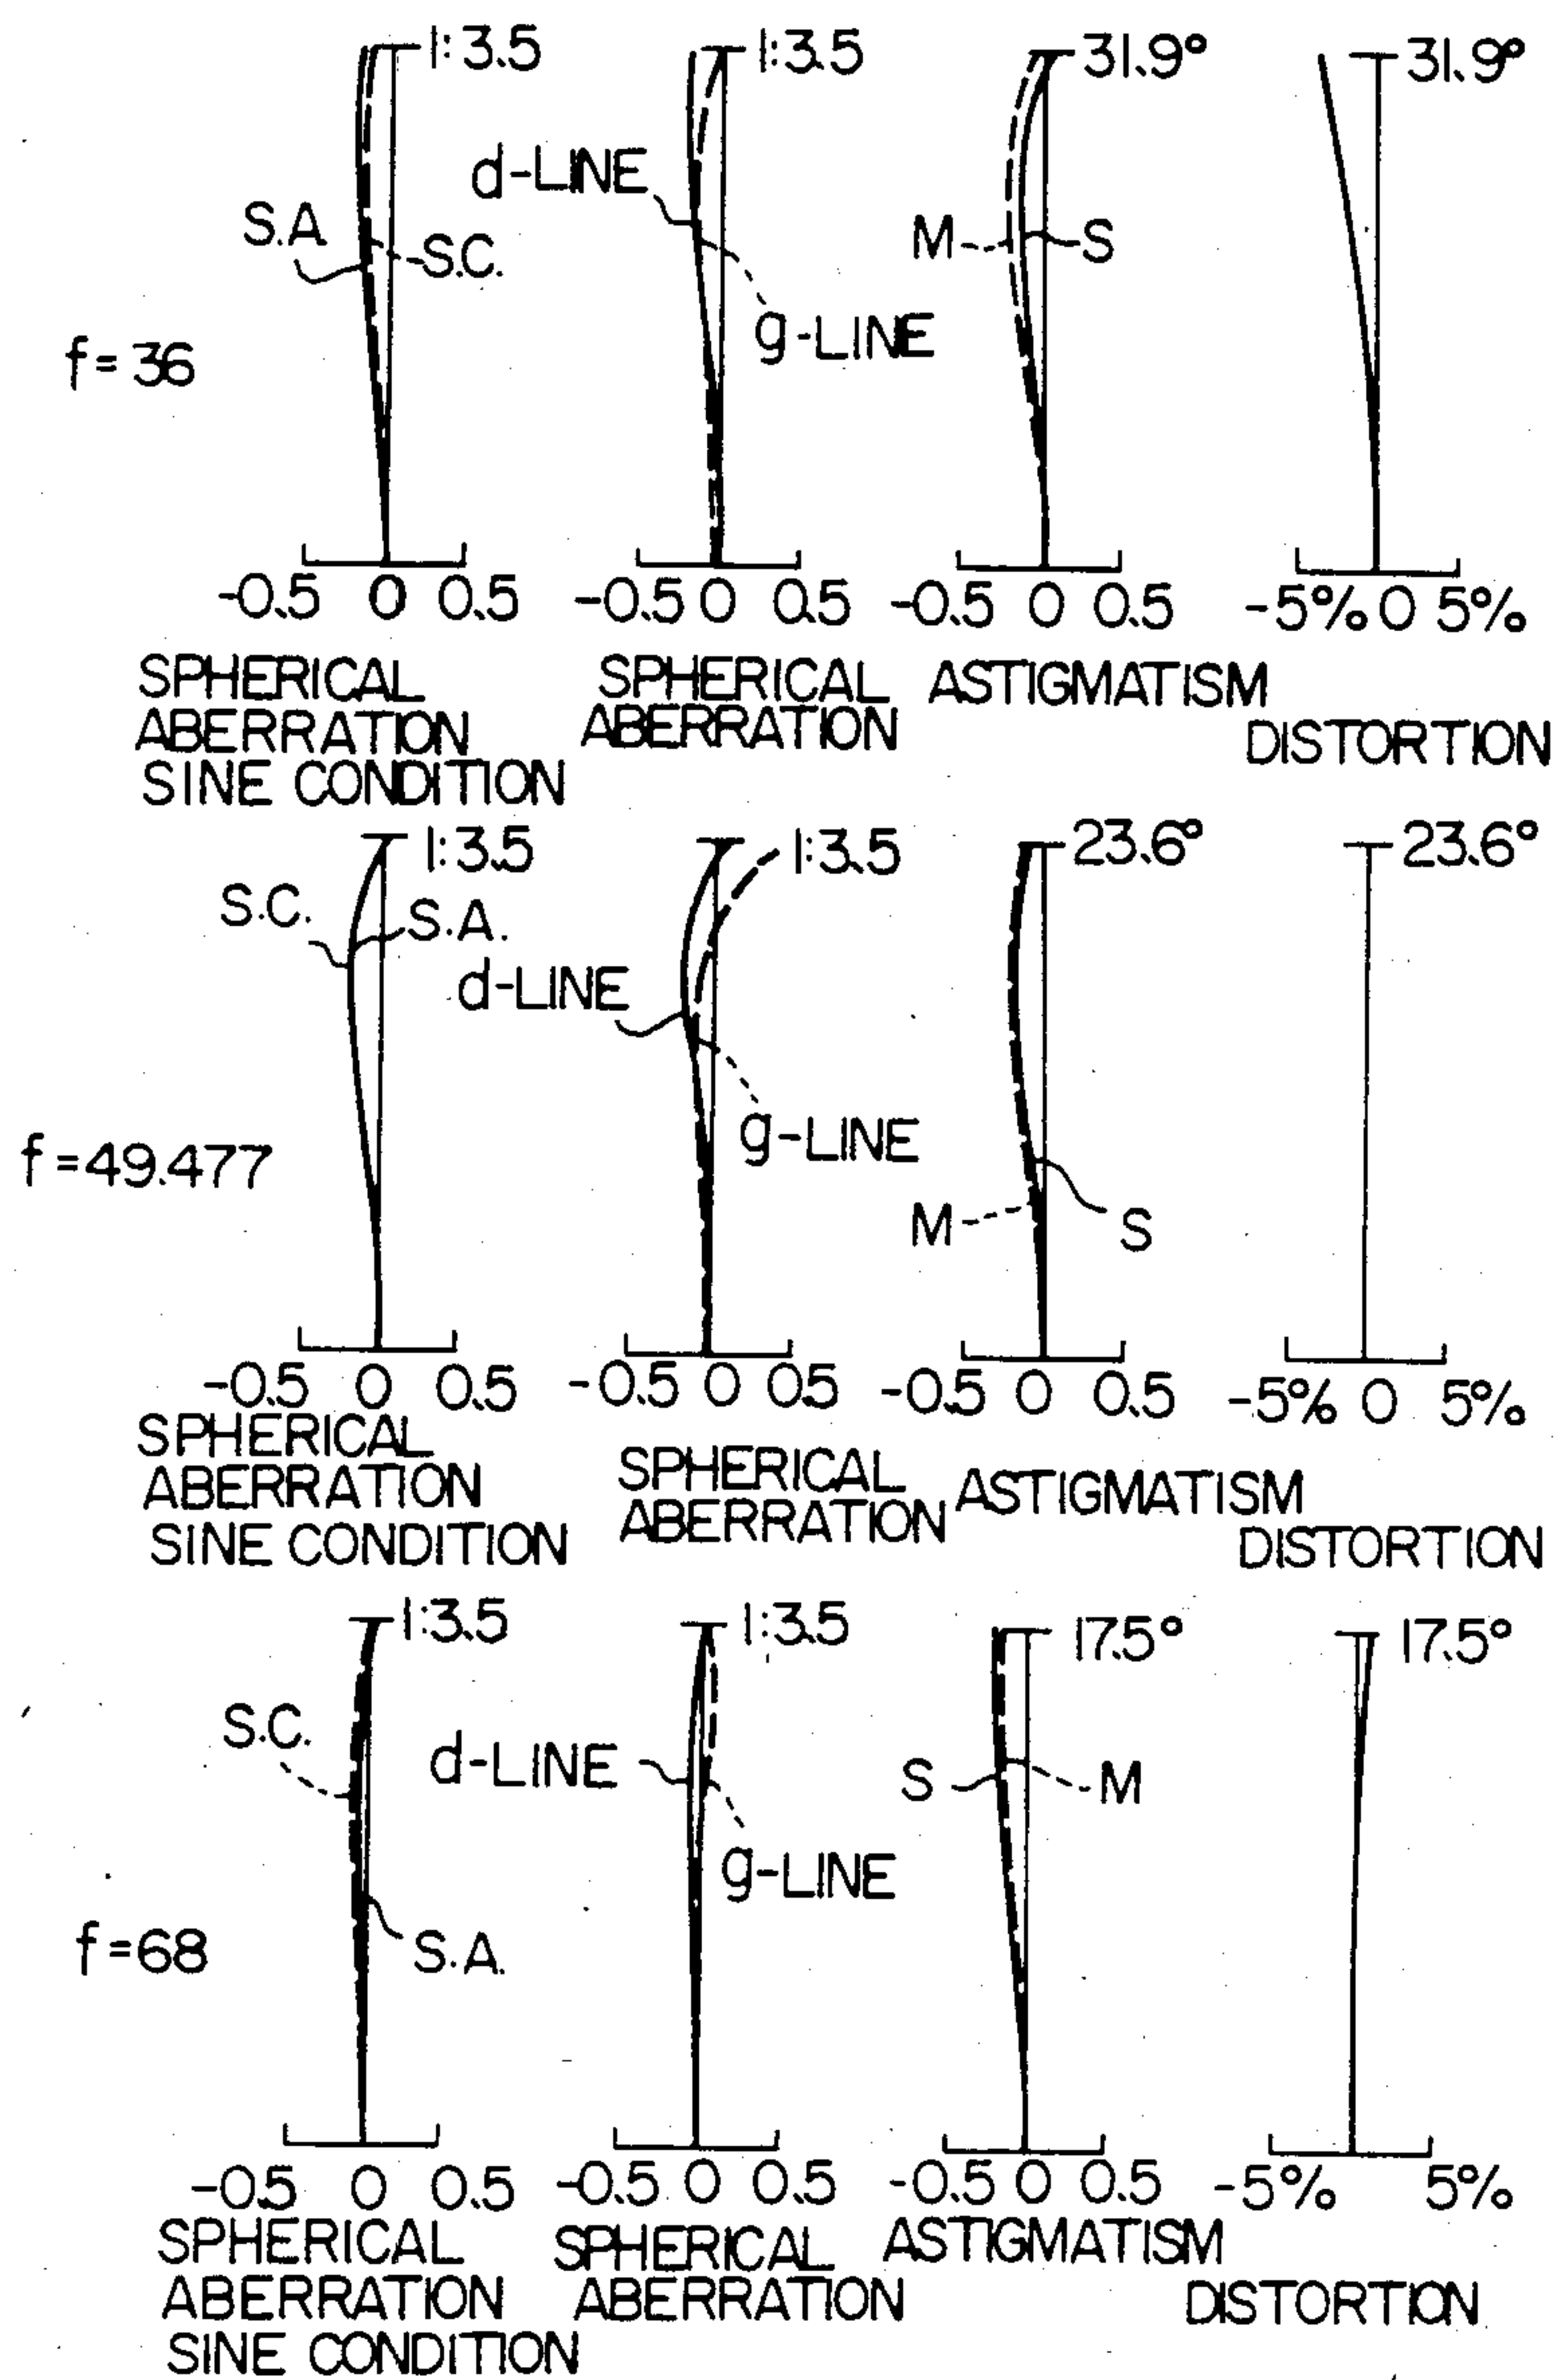 1:3.5
1:3.5
31.9°
31.9°
d-LINE
S.A.
S.C.
M
S
g-LINE
f=36
-0.5 0 0.5
-0.5 0 0.5
-0.5 0 0.5
-5% 0 5%
SPHERICAL
ABERRATION
SINE CONDITION
SPHERICAL
ABERRATION
ASTIGMATISM
DISTORTION
1:3.5
1:3.5
23.6°
23.6°
S.C.
S.A.
d-LINE
g-LINE
f=49.477
M
S
-0.5 0 0.5
-0.5 0 0.5
-0.5 0 0.5
-5% 0 5%
SPHERICAL
ABERRATION
SINE CONDITION
SPHERICAL
ABERRATION
ASTIGMATISM
DISTORTION
1:3.5
1:3.5
17.5°
17.5°
S.C.
d-LINE
S
M
g-LINE
f=68
S.A.
-0.5 0 0.5
-0.5 0 0.5
-0.5 0 0.5
-5% 5%
SPHERICAL
ABERRATION
SINE CONDITION
SPHERICAL
ABERRATION
ASTIGMATISM
DISTORTION